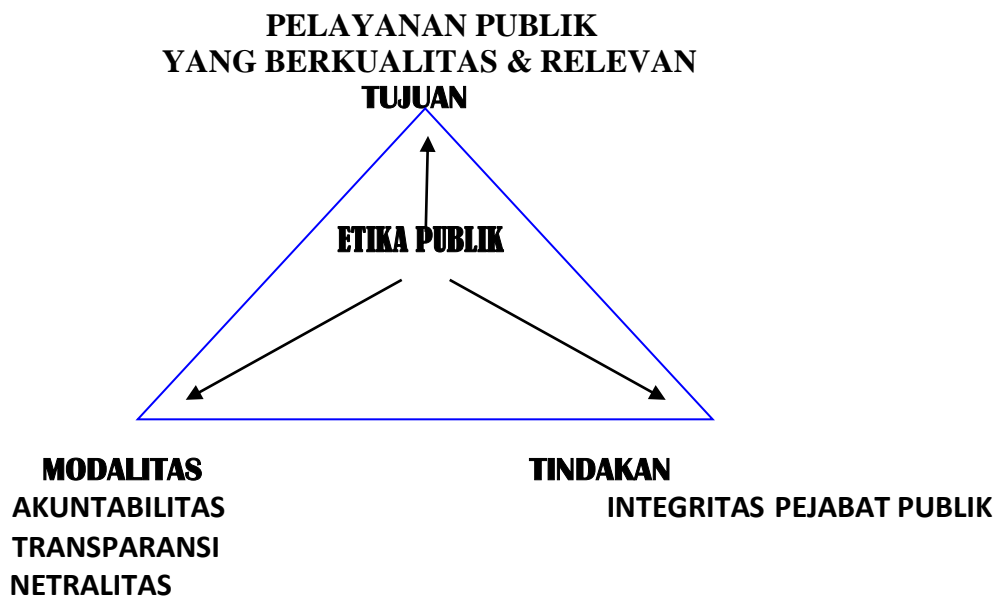 PELAYANAN PUBLIK
YANG BERKUALITAS & RELEVAN
TUJUAN
ETIKA PUBLIK
MODALITAS
AKUNTABILITAS
TRANSPARANSI
NETRALITAS
TINDAKAN
INTEGRITAS PEJABAT PUBLIK